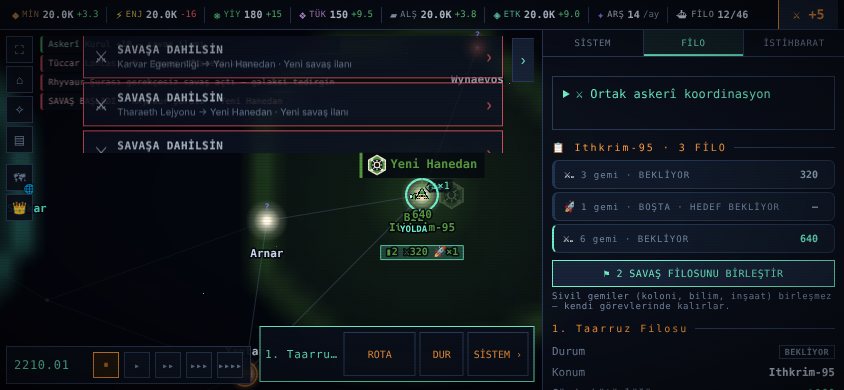 MİN 20.0K +3.3 ENJ 20.0K -16 YİY 180 +15 TÜK 150 +9.5 ALŞ 20.0K +3.8 ETK 20.0K +9.0 ARŞ 14 /ay FİLO 12/46 +5
SİSTEM FİLO İSTİHBARAT
SAVAŞA DAHİLSİN
Karvar Egemenliği → Yeni Hanedan · Yeni savaş ilanı
SAVAŞA DAHİLSİN
Tharaeth Lejyonu → Yeni Hanedan · Yeni savaş ilanı
SAVAŞA DAHİLSİN
Wynaevos
Yeni Hanedan
×1
640
YOLDA
Ithkrim-95
2 320 ×1
Arnar
?
?
ar
2210.01
1. Taarru… ROTA DUR SİSTEM ›
▶ Ortak askerî koordinasyon
Ithkrim-95 · 3 FİLO
3 gemi · BEKLİYOR 320
1 gemi · BOŞTA · HEDEF BEKLİYOR —
6 gemi · BEKLİYOR 640
2 SAVAŞ FİLOSUNU BİRLEŞTİR
Sivil gemiler (koloni, bilim, inşaat) birleşmez
— kendi görevlerinde kalırlar.
1. Taarruz Filosu
Durum BEKLİYOR
Konum Ithkrim-95